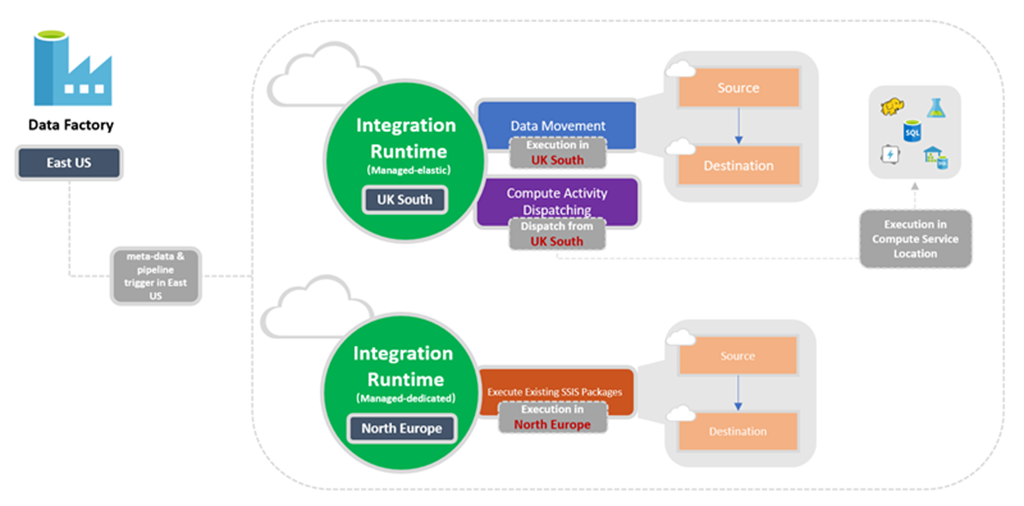 Data Factory
East US
meta-data &
pipeline
trigger in East
US
Integration
Runtime
(Managed-elastic)
UK South
Data Movement
Execution in
UK South
Compute Activity
Dispatching
Dispatch from
UK South
Source
Destination
SQL
Execution in
Compute Service
Location
Integration
Runtime
(Managed-dedicated)
North Europe
Execute Existing SSIS Packages
Execution in
North Europe
Source
Destination